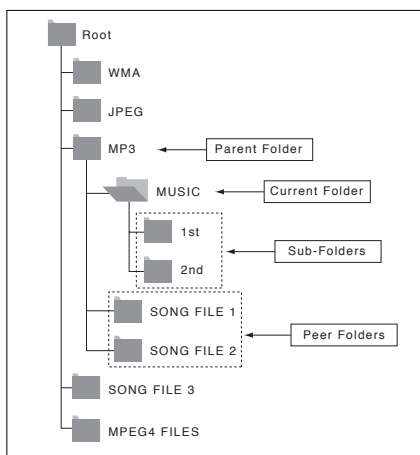 Root
WMA
JPEG
MP3
Parent Folder
MUSIC
Current Folder
1st
Sub-Folders
2nd
SONG FILE 1
Peer Folders
SONG FILE 2
SONG FILE 3
MPEG4 FILES